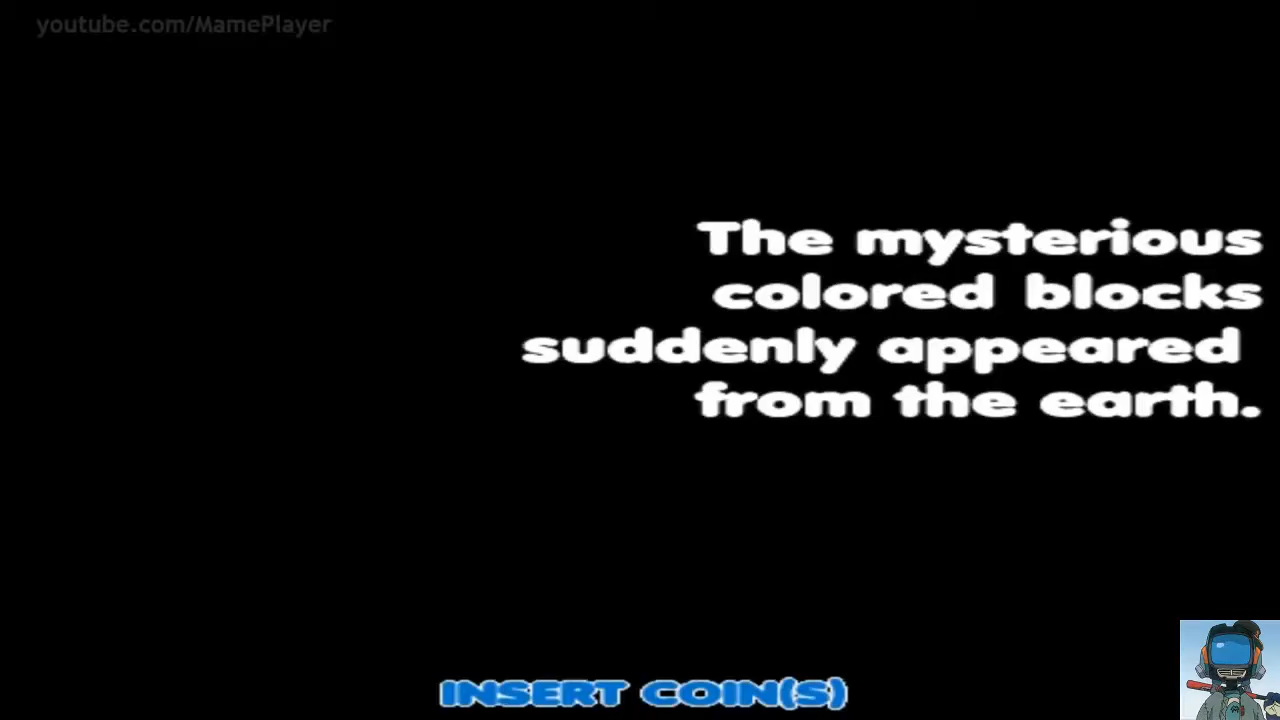 youtube.com/MamePlayer
The mysterious
colored blocks
suddenly appeared
from the earth.
INSERT COIN(S)